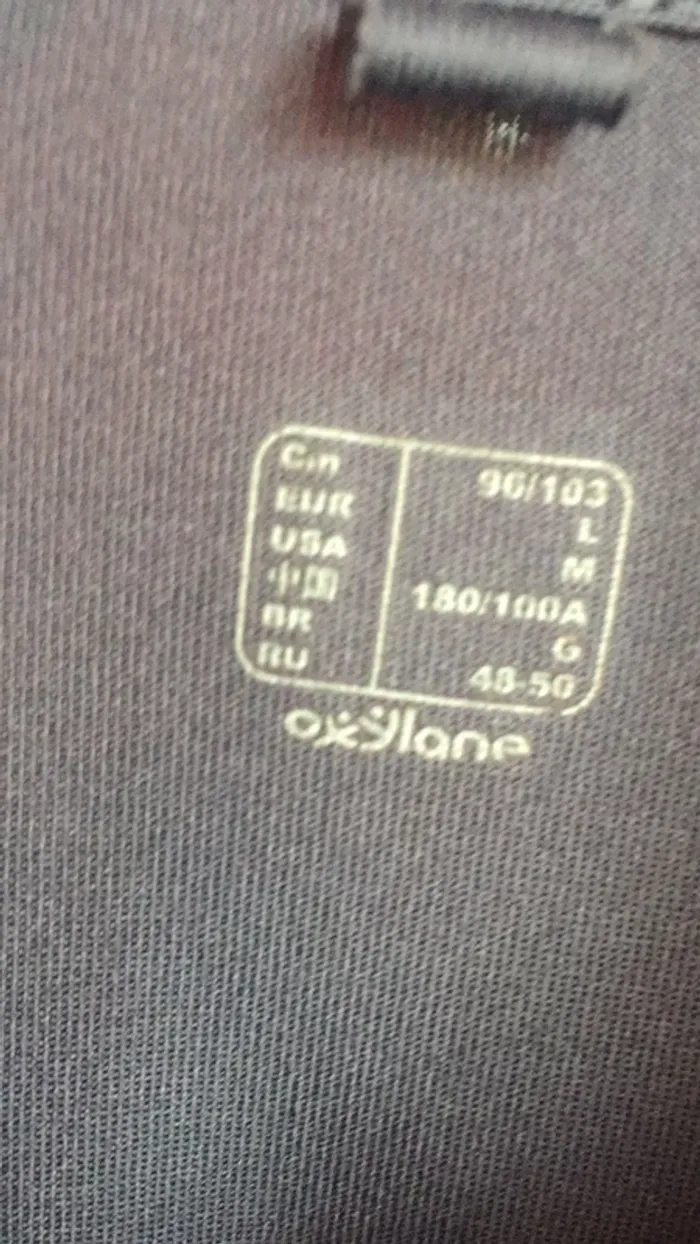 Cm 96/103
EUR L
USA M
中国 180/100A
BR G
RU 48-50
oxylane